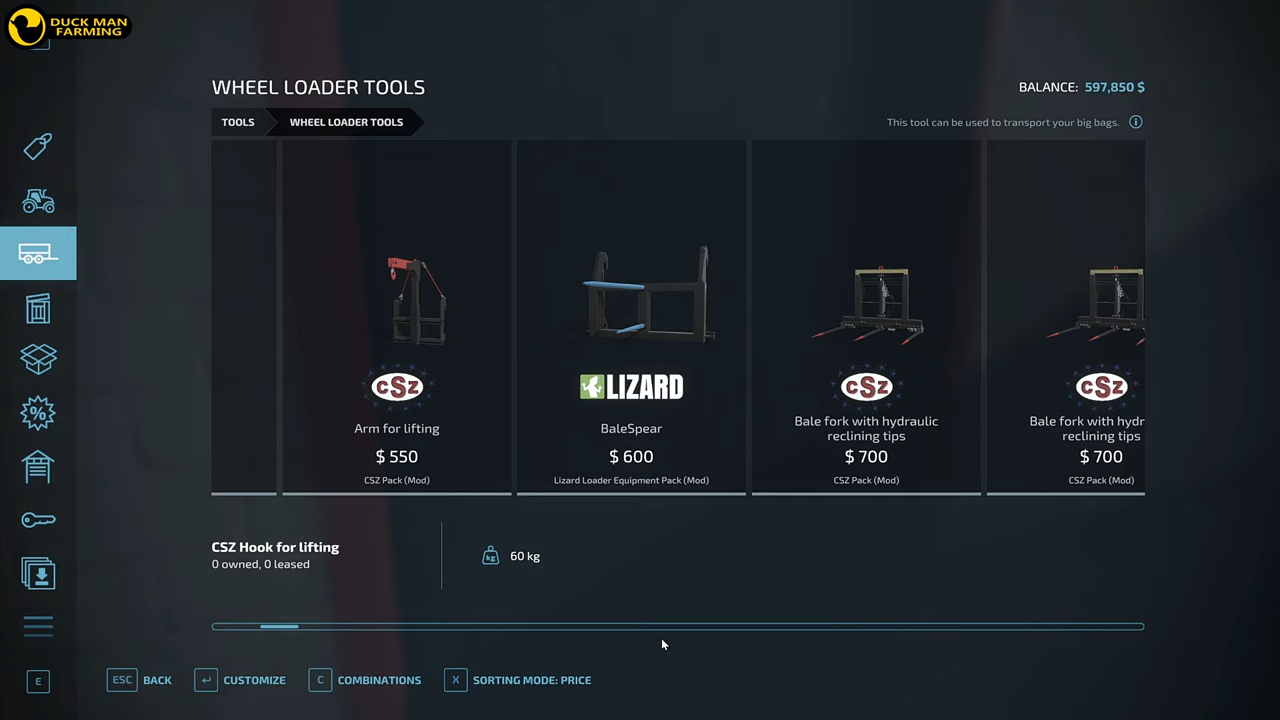 DUCK MAN
FARMING
WHEEL LOADER TOOLS
BALANCE: 597,850 $
TOOLS
WHEEL LOADER TOOLS
This tool can be used to transport your big bags.
CSZ
Arm for lifting
$ 550
CSZ Pack (Mod)
LIZARD
BaleSpear
$ 600
Lizard Loader Equipment Pack (Mod)
CSZ
Bale fork with hydraulic
reclining tips
$ 700
CSZ Pack (Mod)
CSZ
Bale fork with hydr
reclining tips
$ 700
CSZ Pack (Mod)
CSZ Hook for lifting
0 owned, 0 leased
kg
60 kg
E
ESC BACK
CUSTOMIZE
C COMBINATIONS
X SORTING MODE: PRICE